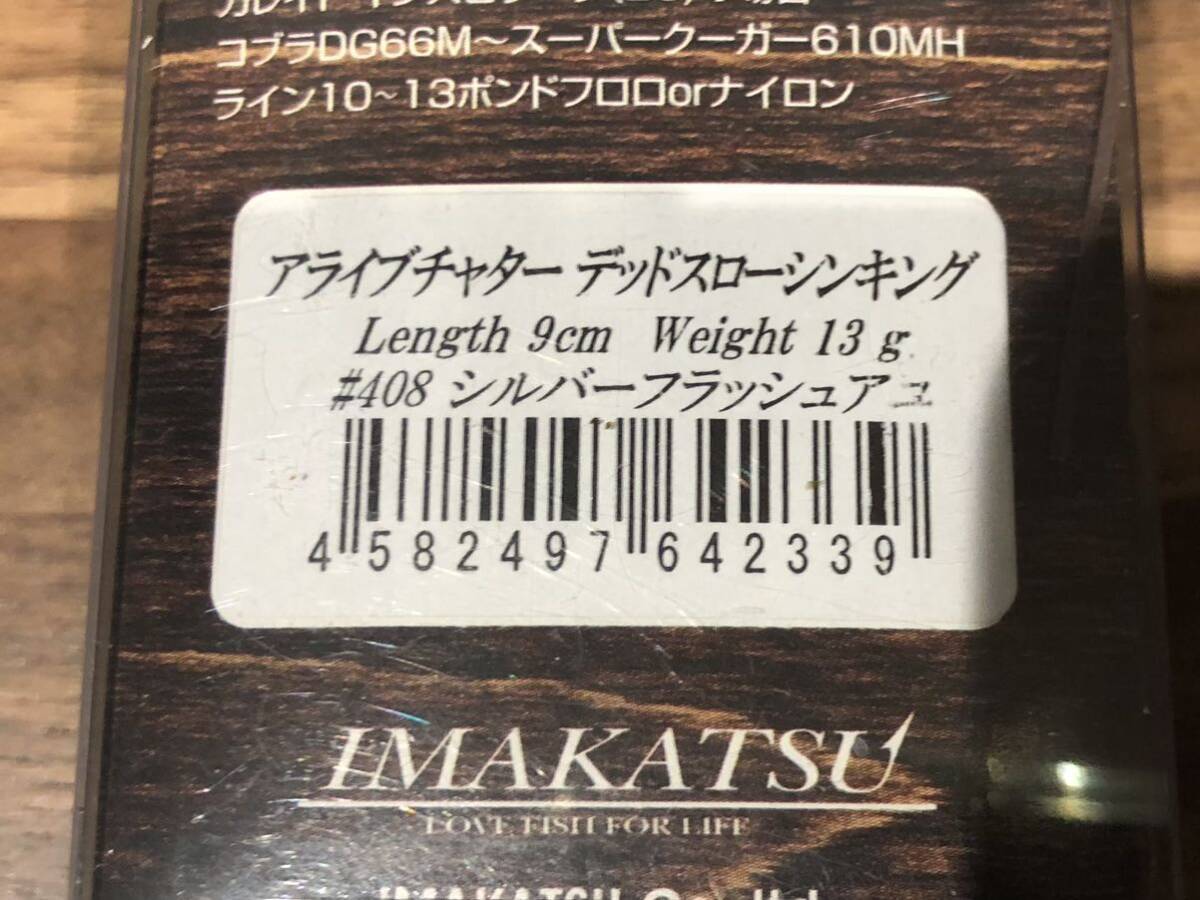 コブラDG66M～スーパークーガー610MH
ライン10～13ポンドフロロorナイロン
アライブチャター デッドスローシンキング
Length 9cm Weight 13 g
#408 シルバーフラッシュアユ
4 582497 642339
IMAKATSU
LOVE FISH FOR LIFE
IMAKATSU Co., ltd.